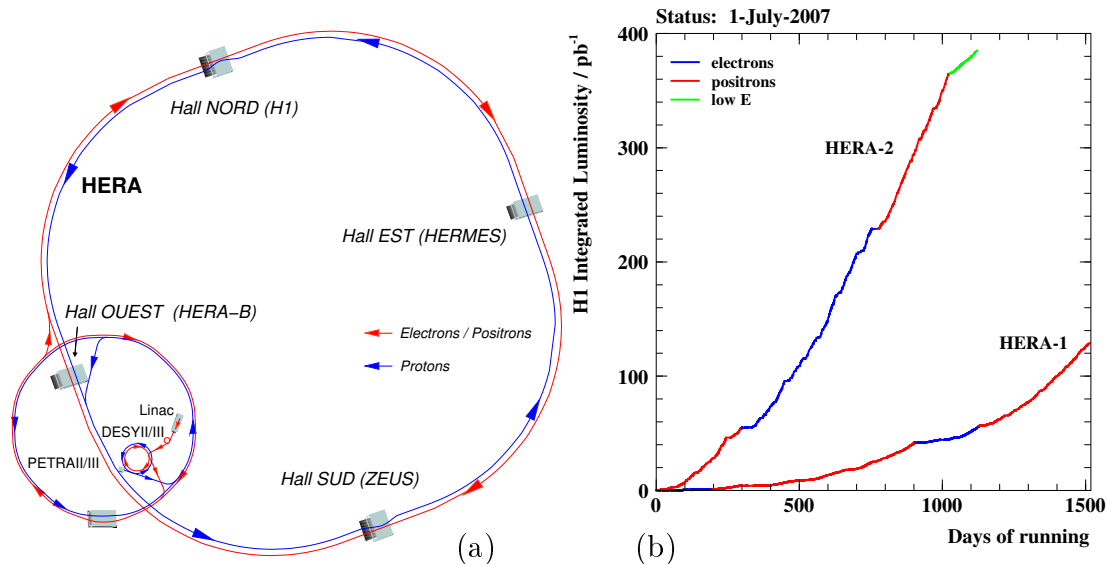 Hall NORD (H1)
HERA
Hall EST (HERMES)
Hall OUEST (HERA−B)
Electrons / Positrons
Protons
Linac
DESYII/III
PETRAII/III
Hall SUD (ZEUS)
(a)
Status: 1-July-2007
H1 Integrated Luminosity / pb-1
400
300
200
100
0
electrons
positrons
low E
HERA-2
HERA-1
0
500
1000
1500
Days of running
(b)